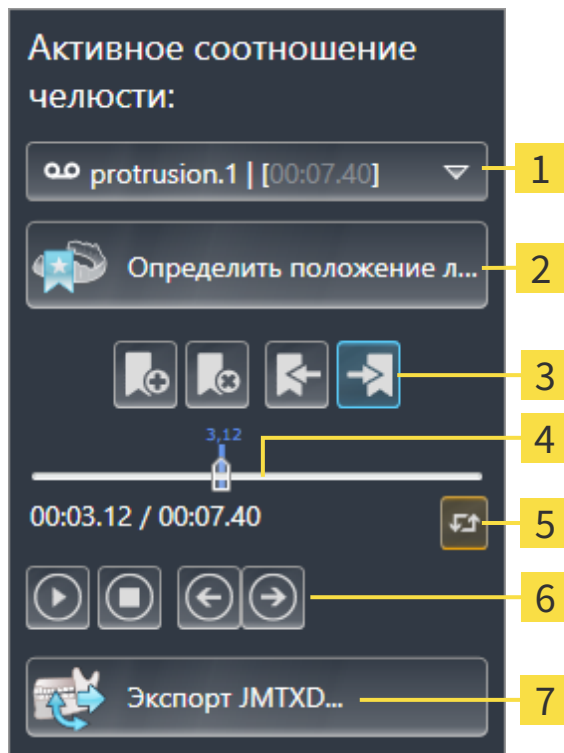 Активное соотношение
челюсти:
protrusion.1 | [00:07.40]
1
Определить положение л...
2
3
3,12
4
00:03.12 / 00:07.40
5
6
Экспорт JMTXD...
7